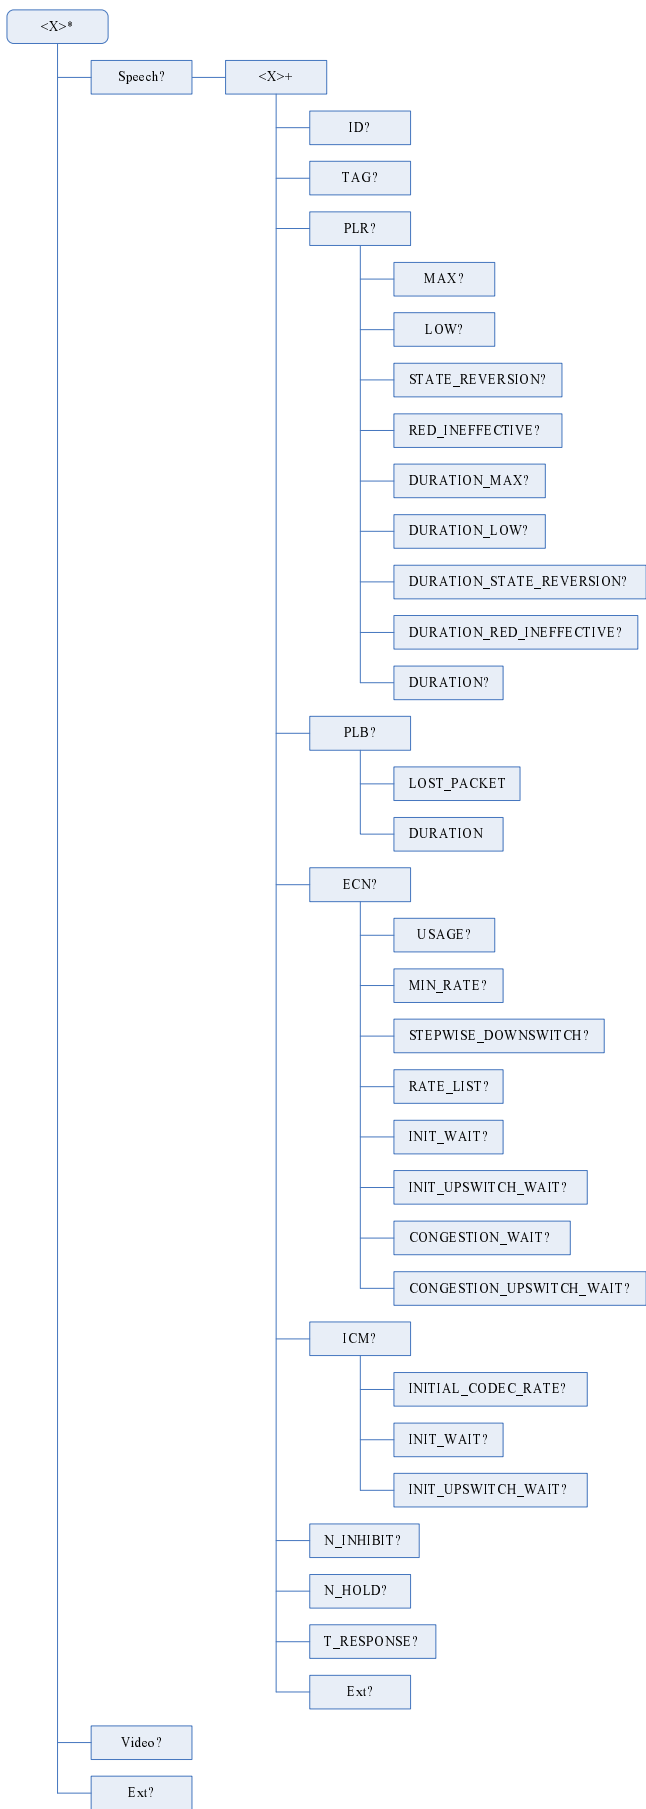 <X>*
Speech?
<X>+
ID?
TAG?
PLR?
MAX?
LOW?
STATE_REVERSION?
RED_INEFFECTIVE?
DURATION_MAX?
DURATION_LOW?
DURATION_STATE_REVERSION?
DURATION_RED_INEFFECTIVE?
DURATION?
PLB?
LOST_PACKET
DURATION
ECN?
USAGE?
MIN_RATE?
STEPWISE_DOWNSWITCH?
RATE_LIST?
INIT_WAIT?
INIT_UPSWITCH_WAIT?
CONGESTION_WAIT?
CONGESTION_UPSWITCH_WAIT?
ICM?
INITIAL_CODEC_RATE?
INIT_WAIT?
INIT_UPSWITCH_WAIT?
N_INHIBIT?
N_HOLD?
T_RESPONSE?
Ext?
Video?
Ext?